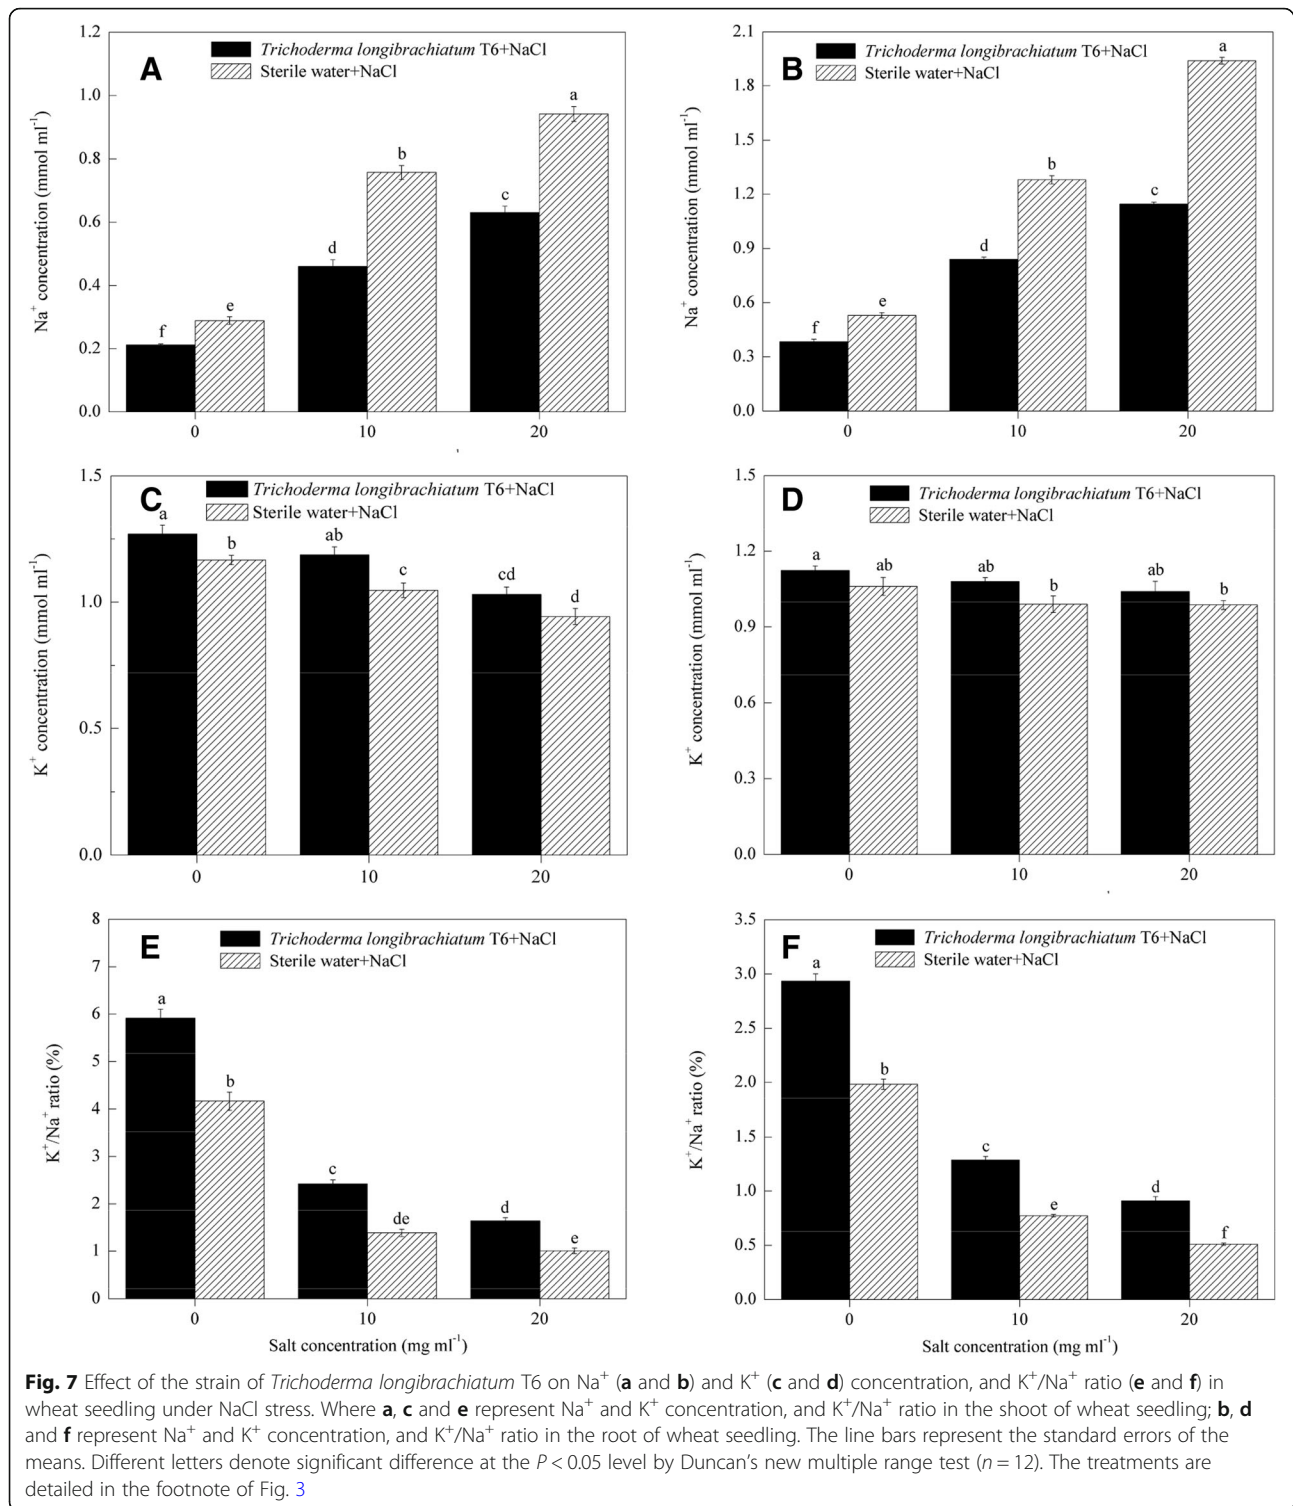 A
Trichoderma longibrachiatum T6+NaCl
Sterile water+NaCl
Na⁺ concentration (mmol ml⁻¹)
1.2
1.0
0.8
0.6
0.4
0.2
0.0
f
e
d
b
c
a
0
10
20
B
Trichoderma longibrachiatum T6+NaCl
Sterile water+NaCl
Na⁺ concentration (mmol ml⁻¹)
2.1
1.8
1.5
1.2
0.9
0.6
0.3
0.0
f
e
d
b
c
a
0
10
20
C
Trichoderma longibrachiatum T6+NaCl
Sterile water+NaCl
K⁺ concentration (mmol ml⁻¹)
1.5
1.0
0.5
0.0
a
b
ab
c
cd
d
0
10
20
D
Trichoderma longibrachiatum T6+NaCl
Sterile water+NaCl
K⁺ concentration (mmol ml⁻¹)
1.5
1.2
0.9
0.6
0.3
0.0
a
ab
ab
b
ab
b
0
10
20
E
Trichoderma longibrachiatum T6+NaCl
Sterile water+NaCl
K⁺/Na⁺ ratio (%)
8
7
6
5
4
3
2
1
0
a
b
c
de
d
e
0
10
20
Salt concentration (mg ml⁻¹)
F
Trichoderma longibrachiatum T6+NaCl
Sterile water+NaCl
K⁺/Na⁺ ratio (%)
3.5
3.0
2.5
2.0
1.5
1.0
0.5
0.0
a
b
c
e
d
f
0
10
20
Salt concentration (mg ml⁻¹)
Fig. 7 Effect of the strain of Trichoderma longibrachiatum T6 on Na⁺ (a and b) and K⁺ (c and d) concentration, and K⁺/Na⁺ ratio (e and f) in
wheat seedling under NaCl stress. Where a, c and e represent Na⁺ and K⁺ concentration, and K⁺/Na⁺ ratio in the shoot of wheat seedling; b, d
and f represent Na⁺ and K⁺ concentration, and K⁺/Na⁺ ratio in the root of wheat seedling. The line bars represent the standard errors of the
means. Different letters denote significant difference at the P < 0.05 level by Duncan's new multiple range test (n = 12). The treatments are
detailed in the footnote of Fig. 3